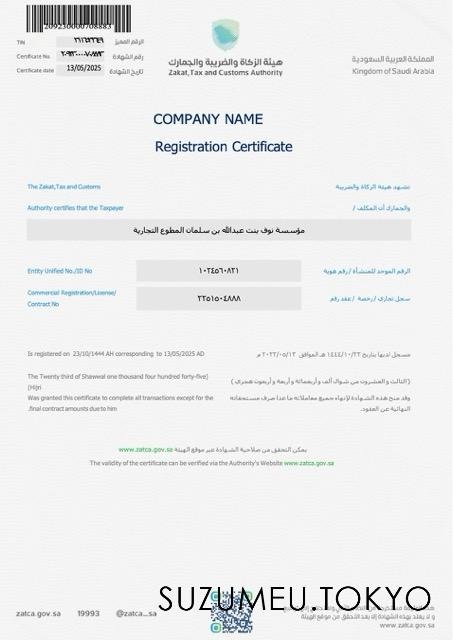 209230000708883
TIN
الرقم المميز
Certificate No.
رقم الشهادة
Certificate date
13/05/2025
تاريخ الشهادة
هيئة الزكاة والضريبة والجمارك
Zakat,Tax and Customs Authority
المملكة العربية السعودية
Kingdom of Saudi Arabia
COMPANY NAME
Registration Certificate
The Zakat,Tax and Customs
تشهد هيئة الزكاة والضريبة
Authority certifies that the Taxpayer
والجمارك أن المكلف /
مؤسسة نوف بنت عبدالله بن سلمان المطوع التجارية
Entity Unified No./ID No
١٠٢٤٥٦٠٨٢١
الرقم الموحد للمنشأة / رقم هوية
Commercial Registration/License/
Contract No
٢٢٥١٥٠٤٨٨٨
سجل تجاري / رخصة / عقد رقم
Is registered on 23/10/1444 AH corresponding to 13/05/2025 AD
مسجل لديها بتاريخ ١٤٤٤/١٠/٢٣ هـ الموافق ٢٠٢٣/٠٥/١٣ م
The Twenty third of Shawwal one thousand four hundred forty-five)
(Hijri
(الثالث و العشرون من شوال ألف وأربعمائة و أربعة و أربعون هجري )
Was granted this certificate to complete all transactions except for the
.final contract amounts due to him
وقد منح هذه الشهادة لإنهاء جميع معاملاته ما عدا صرف مستحقاته
النهائية عن العقود.
يمكن التحقق من صلاحية الشهادة عبر موقع الهيئة www.zatca.gov.sa
The validity of the certificate can be verified via the Authority's Website www.zatca.gov.sa
SUZUMEU.TOKYO
zatca.gov.sa 19993 @zatca_sa
و لا يعتد بهذه الشهادة إلا بعد التحقق من موقع الهيئة
www.zatca.gov.sa